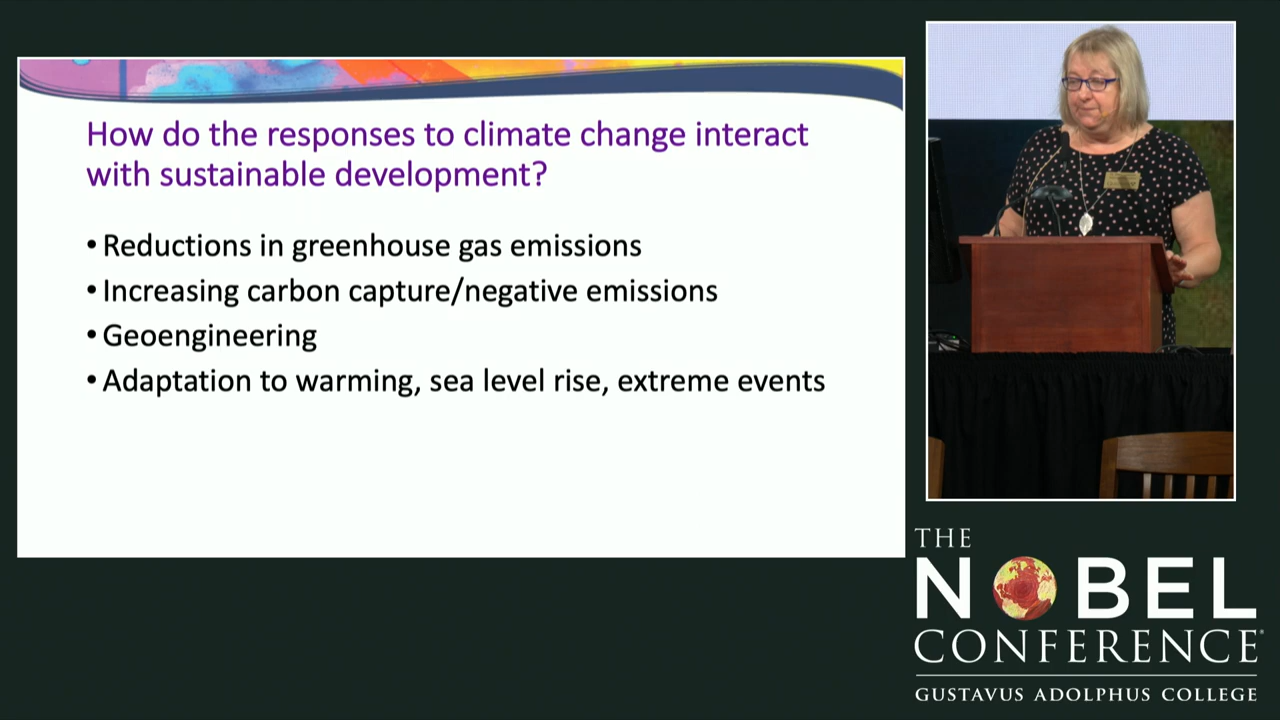 How do the responses to climate change interact
with sustainable development?
• Reductions in greenhouse gas emissions
• Increasing carbon capture/negative emissions
• Geoengineering
• Adaptation to warming, sea level rise, extreme events
THE
NOBEL
CONFERENCE®
GUSTAVUS ADOLPHUS COLLEGE